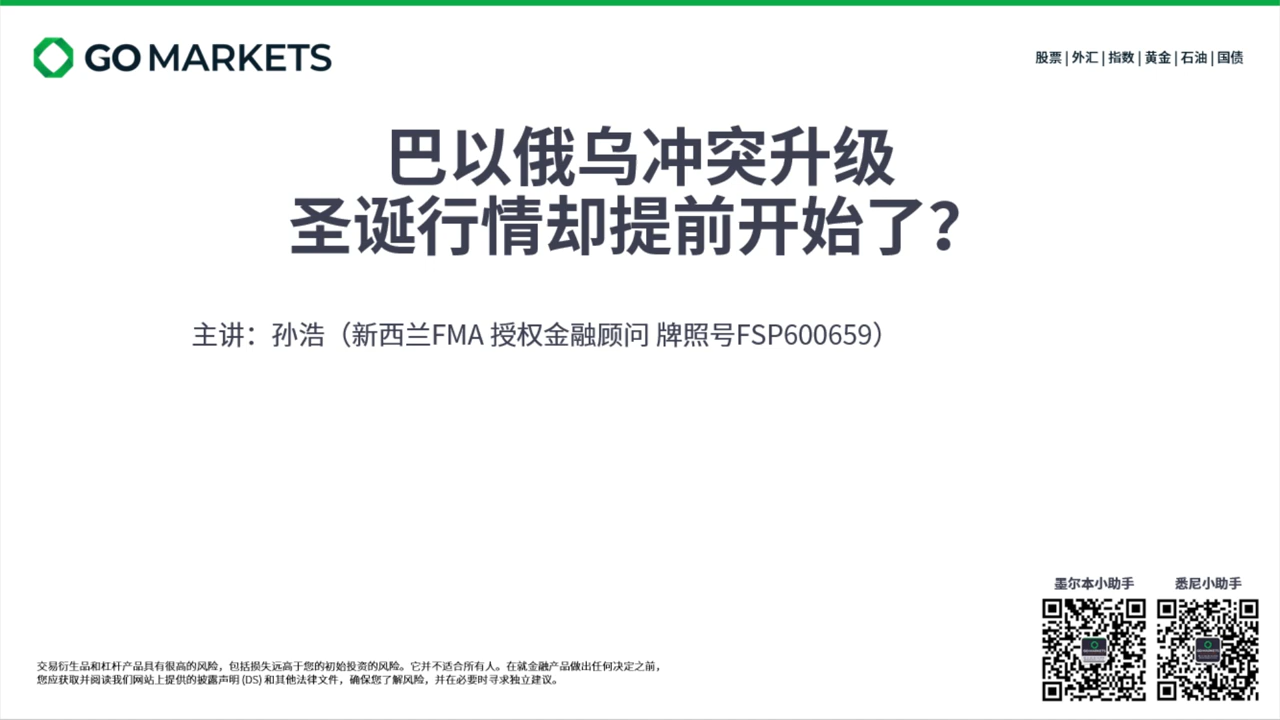 GO MARKETS
股票 | 外汇 | 指数 | 黄金 | 石油 | 国债
巴以俄乌冲突升级
圣诞行情却提前开始了？
主讲：孙浩（新西兰FMA 授权金融顾问 牌照号FSP600659）
墨尔本小助手
悉尼小助手
交易衍生品和杠杆产品具有很高的风险，包括损失远高于您的初始投资的风险。它并不适合所有人。在就金融产品做出任何决定之前，
您应获取并阅读我们网站上提供的披露声明 (DS) 和其他法律文件，确保您了解风险，并在必要时寻求独立建议。